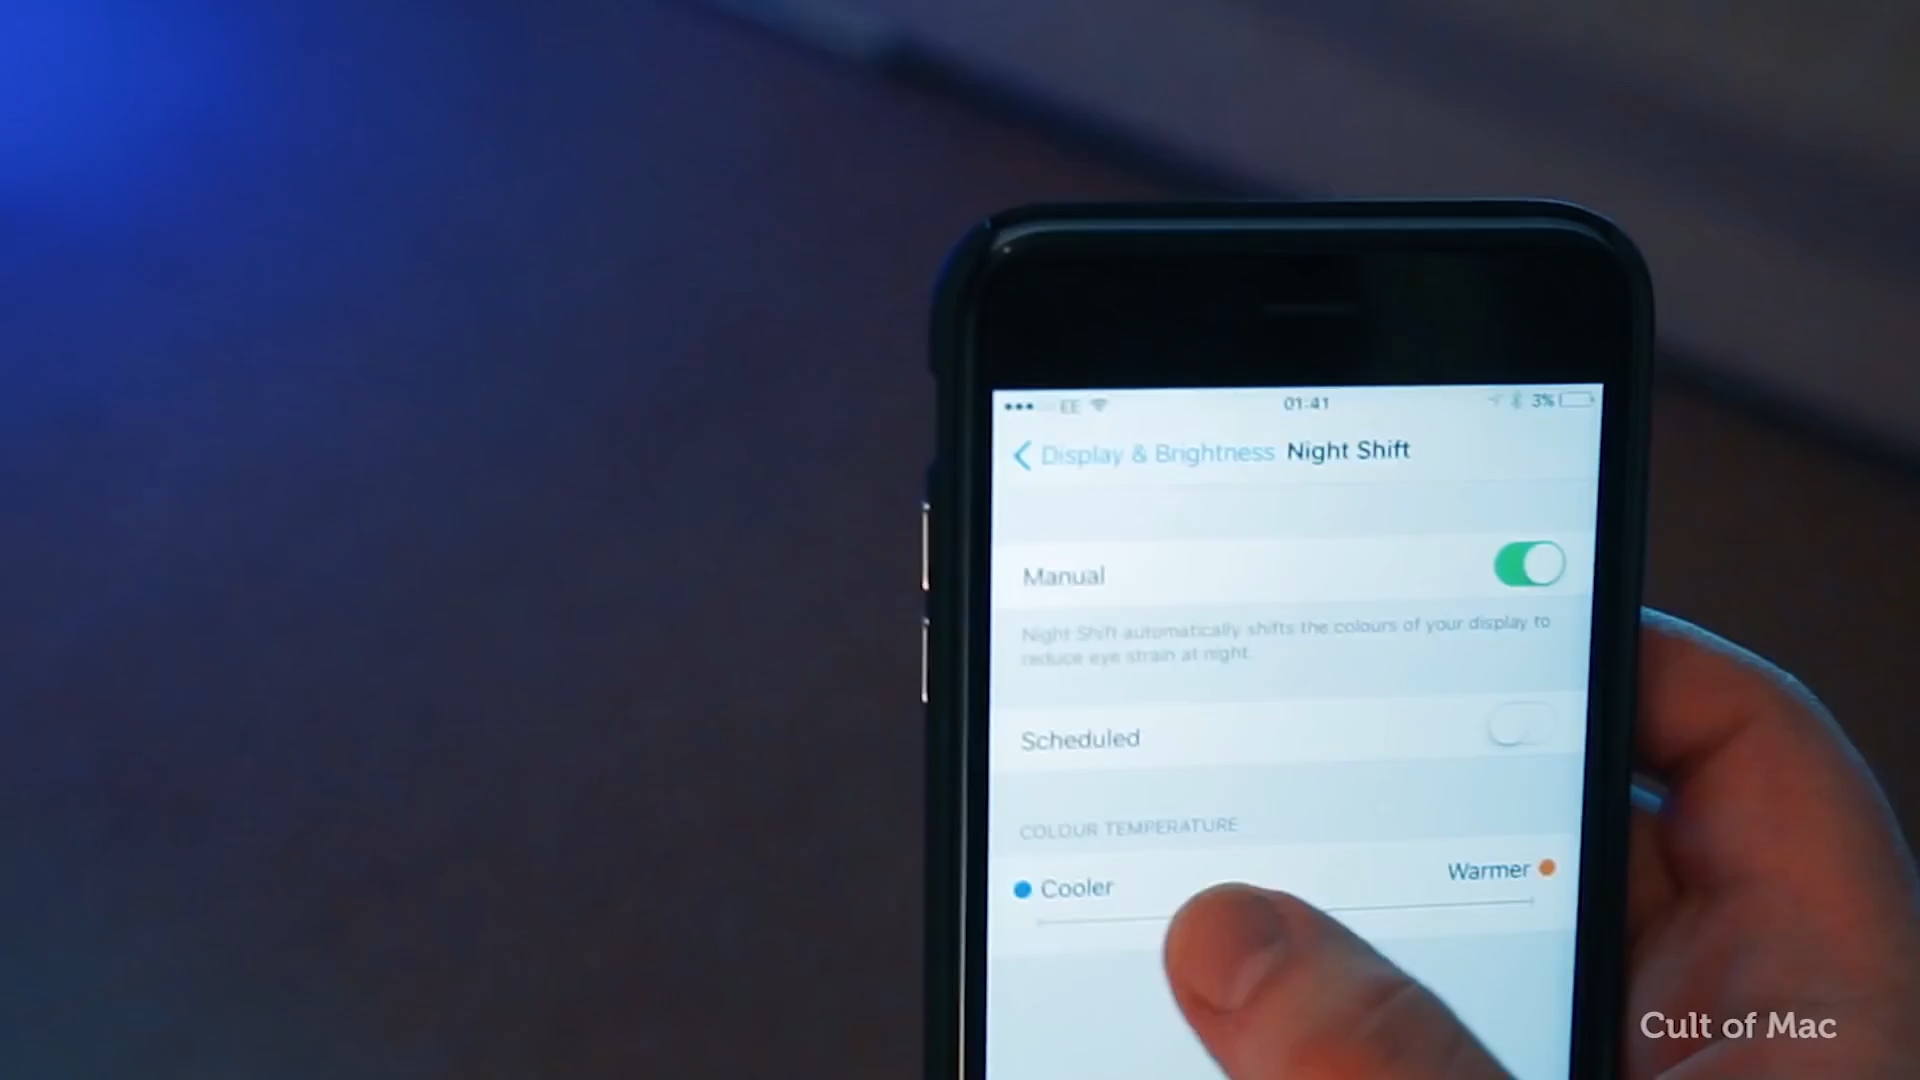 EE 01:41 3%
Display & Brightness Night Shift
Manual
Night Shift automatically shifts the colours of your display to
reduce eye strain at night.
Scheduled
COLOUR TEMPERATURE
Cooler Warmer
Cult of Mac